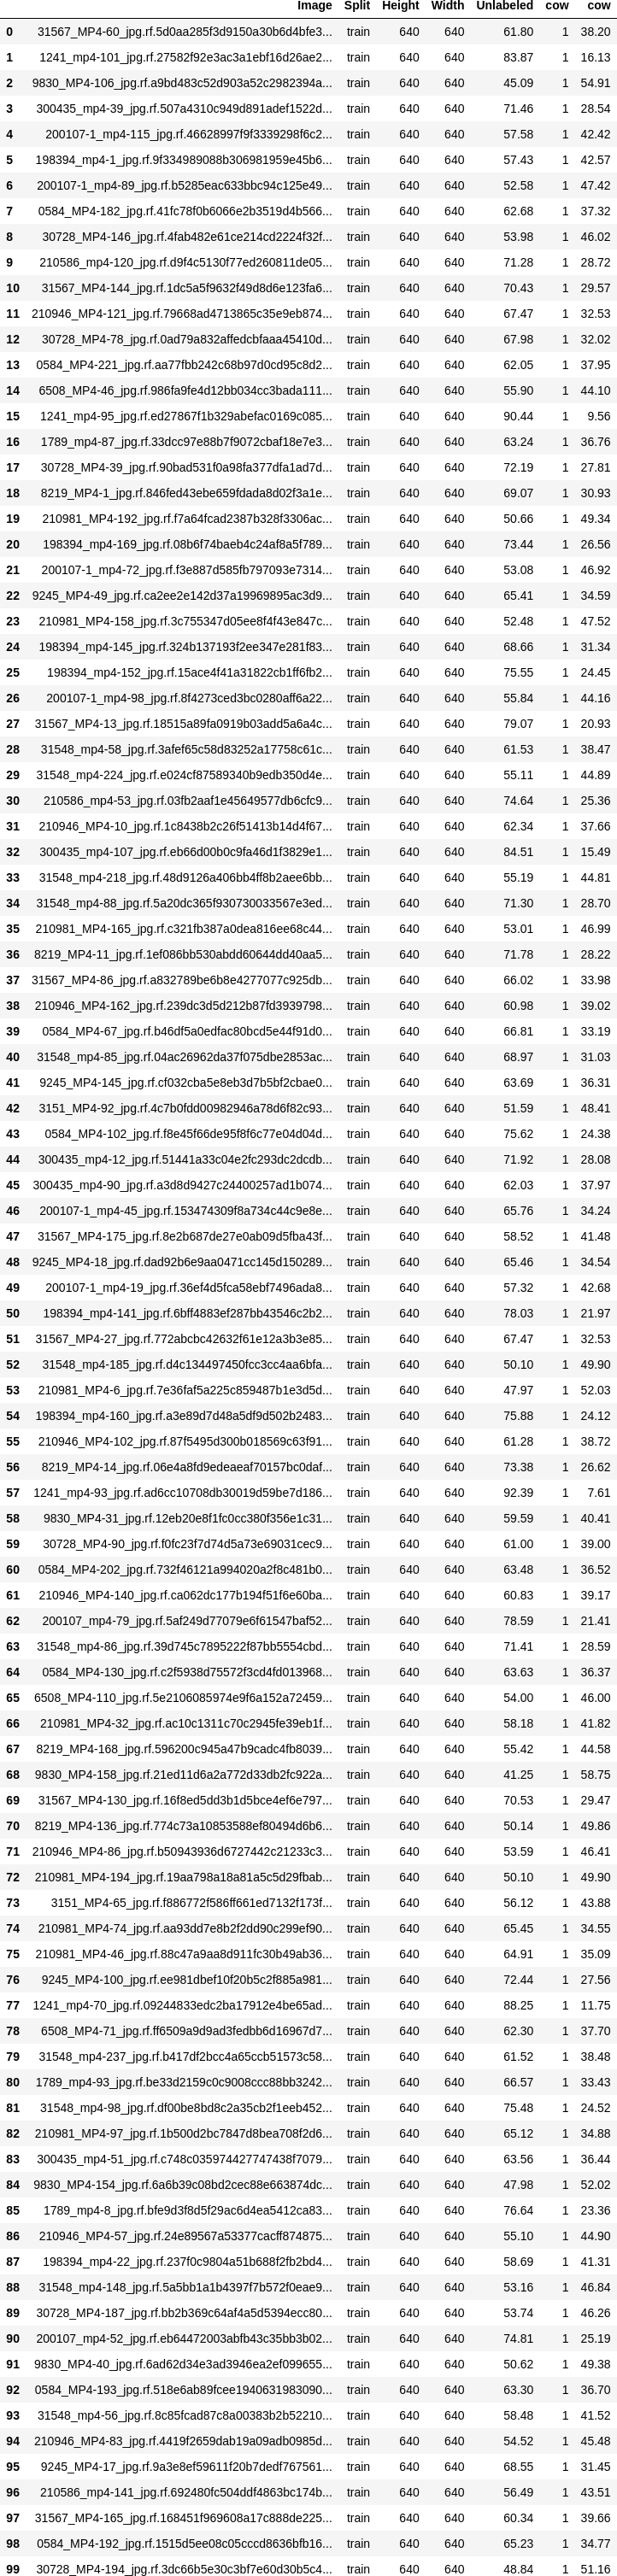 Image Split Height Width Unlabeled cow cow
0 31567_MP4-60_jpg.rf.5d0aa285f3d9150a30b6d4bfe3... train 640 640 61.80 1 38.20
1 1241_mp4-101_jpg.rf.27582f92e3ac3a1ebf16d26ae2... train 640 640 83.87 1 16.13
2 9830_MP4-106_jpg.rf.a9bd483c52d903a52c2982394a... train 640 640 45.09 1 54.91
3 300435_mp4-39_jpg.rf.507a4310c949d891adef1522d... train 640 640 71.46 1 28.54
4 200107-1_mp4-115_jpg.rf.46628997f9f3339298f6c2... train 640 640 57.58 1 42.42
5 198394_mp4-1_jpg.rf.9f334989088b306981959e45b6... train 640 640 57.43 1 42.57
6 200107-1_mp4-89_jpg.rf.b5285eac633bbc94c125e49... train 640 640 52.58 1 47.42
7 0584_MP4-182_jpg.rf.41fc78f0b6066e2b3519d4b566... train 640 640 62.68 1 37.32
8 30728_MP4-146_jpg.rf.4fab482e61ce214cd2224f32f... train 640 640 53.98 1 46.02
9 210586_mp4-120_jpg.rf.d9f4c5130f77ed260811de05... train 640 640 71.28 1 28.72
10 31567_MP4-144_jpg.rf.1dc5a5f9632f49d8d6e123fa6... train 640 640 70.43 1 29.57
11 210946_MP4-121_jpg.rf.79668ad4713865c35e9eb874... train 640 640 67.47 1 32.53
12 30728_MP4-78_jpg.rf.0ad79a832affedcbfaaa45410d... train 640 640 67.98 1 32.02
13 0584_MP4-221_jpg.rf.aa77fbb242c68b97d0cd95c8d2... train 640 640 62.05 1 37.95
14 6508_MP4-46_jpg.rf.986fa9fe4d12bb034cc3bada111... train 640 640 55.90 1 44.10
15 1241_mp4-95_jpg.rf.ed27867f1b329abefac0169c085... train 640 640 90.44 1 9.56
16 1789_mp4-87_jpg.rf.33dcc97e88b7f9072cbaf18e7e3... train 640 640 63.24 1 36.76
17 30728_MP4-39_jpg.rf.90bad531f0a98fa377dfa1ad7d... train 640 640 72.19 1 27.81
18 8219_MP4-1_jpg.rf.846fed43ebe659fdada8d02f3a1e... train 640 640 69.07 1 30.93
19 210981_MP4-192_jpg.rf.f7a64fcad2387b328f3306ac... train 640 640 50.66 1 49.34
20 198394_mp4-169_jpg.rf.08b6f74baeb4c24af8a5f789... train 640 640 73.44 1 26.56
21 200107-1_mp4-72_jpg.rf.f3e887d585fb797093e7314... train 640 640 53.08 1 46.92
22 9245_MP4-49_jpg.rf.ca2ee2e142d37a19969895ac3d9... train 640 640 65.41 1 34.59
23 210981_MP4-158_jpg.rf.3c755347d05ee8f4f43e847c... train 640 640 52.48 1 47.52
24 198394_mp4-145_jpg.rf.324b137193f2ee347e281f83... train 640 640 68.66 1 31.34
25 198394_mp4-152_jpg.rf.15ace4f41a31822cb1ff6fb2... train 640 640 75.55 1 24.45
26 200107-1_mp4-98_jpg.rf.8f4273ced3bc0280aff6a22... train 640 640 55.84 1 44.16
27 31567_MP4-13_jpg.rf.18515a89fa0919b03add5a6a4c... train 640 640 79.07 1 20.93
28 31548_mp4-58_jpg.rf.3afef65c58d83252a17758c61c... train 640 640 61.53 1 38.47
29 31548_mp4-224_jpg.rf.e024cf87589340b9edb350d4e... train 640 640 55.11 1 44.89
30 210586_mp4-53_jpg.rf.03fb2aaf1e45649577db6cfc9... train 640 640 74.64 1 25.36
31 210946_MP4-10_jpg.rf.1c8438b2c26f51413b14d4f67... train 640 640 62.34 1 37.66
32 300435_mp4-107_jpg.rf.eb66d00b0c9fa46d1f3829e1... train 640 640 84.51 1 15.49
33 31548_mp4-218_jpg.rf.48d9126a406bb4ff8b2aee6bb... train 640 640 55.19 1 44.81
34 31548_mp4-88_jpg.rf.5a20dc365f930730033567e3ed... train 640 640 71.30 1 28.70
35 210981_MP4-165_jpg.rf.c321fb387a0dea816ee68c44... train 640 640 53.01 1 46.99
36 8219_MP4-11_jpg.rf.1ef086bb530abdd60644dd40aa5... train 640 640 71.78 1 28.22
37 31567_MP4-86_jpg.rf.a832789be6b8e4277077c925db... train 640 640 66.02 1 33.98
38 210946_MP4-162_jpg.rf.239dc3d5d212b87fd3939798... train 640 640 60.98 1 39.02
39 0584_MP4-67_jpg.rf.b46df5a0edfac80bcd5e44f91d0... train 640 640 66.81 1 33.19
40 31548_mp4-85_jpg.rf.04ac26962da37f075dbe2853ac... train 640 640 68.97 1 31.03
41 9245_MP4-145_jpg.rf.cf032cba5e8eb3d7b5bf2cbae0... train 640 640 63.69 1 36.31
42 3151_MP4-92_jpg.rf.4c7b0fdd00982946a78d6f82c93... train 640 640 51.59 1 48.41
43 0584_MP4-102_jpg.rf.f8e45f66de95f8f6c77e04d04d... train 640 640 75.62 1 24.38
44 300435_mp4-12_jpg.rf.51441a33c04e2fc293dc2dcdb... train 640 640 71.92 1 28.08
45 300435_mp4-90_jpg.rf.a3d8d9427c24400257ad1b074... train 640 640 62.03 1 37.97
46 200107-1_mp4-45_jpg.rf.153474309f8a734c44c9e8e... train 640 640 65.76 1 34.24
47 31567_MP4-175_jpg.rf.8e2b687de27e0ab09d5fba43f... train 640 640 58.52 1 41.48
48 9245_MP4-18_jpg.rf.dad92b6e9aa0471cc145d150289... train 640 640 65.46 1 34.54
49 200107-1_mp4-19_jpg.rf.36ef4d5fca58ebf7496ada8... train 640 640 57.32 1 42.68
50 198394_mp4-141_jpg.rf.6bff4883ef287bb43546c2b2... train 640 640 78.03 1 21.97
51 31567_MP4-27_jpg.rf.772abcbc42632f61e12a3b3e85... train 640 640 67.47 1 32.53
52 31548_mp4-185_jpg.rf.d4c134497450fcc3cc4aa6bfa... train 640 640 50.10 1 49.90
53 210981_MP4-6_jpg.rf.7e36faf5a225c859487b1e3d5d... train 640 640 47.97 1 52.03
54 198394_mp4-160_jpg.rf.a3e89d7d48a5df9d502b2483... train 640 640 75.88 1 24.12
55 210946_MP4-102_jpg.rf.87f5495d300b018569c63f91... train 640 640 61.28 1 38.72
56 8219_MP4-14_jpg.rf.06e4a8fd9edeaeaf70157bc0daf... train 640 640 73.38 1 26.62
57 1241_mp4-93_jpg.rf.ad6cc10708db30019d59be7d186... train 640 640 92.39 1 7.61
58 9830_MP4-31_jpg.rf.12eb20e8f1fc0cc380f356e1c31... train 640 640 59.59 1 40.41
59 30728_MP4-90_jpg.rf.f0fc23f7d74d5a73e69031cec9... train 640 640 61.00 1 39.00
60 0584_MP4-202_jpg.rf.732f46121a994020a2f8c481b0... train 640 640 63.48 1 36.52
61 210946_MP4-140_jpg.rf.ca062dc177b194f51f6e60ba... train 640 640 60.83 1 39.17
62 200107_mp4-79_jpg.rf.5af249d77079e6f61547baf52... train 640 640 78.59 1 21.41
63 31548_mp4-86_jpg.rf.39d745c7895222f87bb5554cbd... train 640 640 71.41 1 28.59
64 0584_MP4-130_jpg.rf.c2f5938d75572f3cd4fd013968... train 640 640 63.63 1 36.37
65 6508_MP4-110_jpg.rf.5e2106085974e9f6a152a72459... train 640 640 54.00 1 46.00
66 210981_MP4-32_jpg.rf.ac10c1311c70c2945fe39eb1f... train 640 640 58.18 1 41.82
67 8219_MP4-168_jpg.rf.596200c945a47b9cadc4fb8039... train 640 640 55.42 1 44.58
68 9830_MP4-158_jpg.rf.21ed11d6a2a772d33db2fc922a... train 640 640 41.25 1 58.75
69 31567_MP4-130_jpg.rf.16f8ed5dd3b1d5bce4ef6e797... train 640 640 70.53 1 29.47
70 8219_MP4-136_jpg.rf.774c73a10853588ef80494d6b6... train 640 640 50.14 1 49.86
71 210946_MP4-86_jpg.rf.b50943936d6727442c21233c3... train 640 640 53.59 1 46.41
72 210981_MP4-194_jpg.rf.19aa798a18a81a5c5d29fbab... train 640 640 50.10 1 49.90
73 3151_MP4-65_jpg.rf.f886772f586ff661ed7132f173f... train 640 640 56.12 1 43.88
74 210981_MP4-74_jpg.rf.aa93dd7e8b2f2dd90c299ef90... train 640 640 65.45 1 34.55
75 210981_MP4-46_jpg.rf.88c47a9aa8d911fc30b49ab36... train 640 640 64.91 1 35.09
76 9245_MP4-100_jpg.rf.ee981dbef10f20b5c2f885a981... train 640 640 72.44 1 27.56
77 1241_mp4-70_jpg.rf.09244833edc2ba17912e4be65ad... train 640 640 88.25 1 11.75
78 6508_MP4-71_jpg.rf.ff6509a9d9ad3fedbb6d16967d7... train 640 640 62.30 1 37.70
79 31548_mp4-237_jpg.rf.b417df2bcc4a65ccb51573c58... train 640 640 61.52 1 38.48
80 1789_mp4-93_jpg.rf.be33d2159c0c9008ccc88bb3242... train 640 640 66.57 1 33.43
81 31548_mp4-98_jpg.rf.df00be8bd8c2a35cb2f1eeb452... train 640 640 75.48 1 24.52
82 210981_MP4-97_jpg.rf.1b500d2bc7847d8bea708f2d6... train 640 640 65.12 1 34.88
83 300435_mp4-51_jpg.rf.c748c035974427747438f7079... train 640 640 63.56 1 36.44
84 9830_MP4-154_jpg.rf.6a6b39c08bd2cec88e663874dc... train 640 640 47.98 1 52.02
85 1789_mp4-8_jpg.rf.bfe9d3f8d5f29ac6d4ea5412ca83... train 640 640 76.64 1 23.36
86 210946_MP4-57_jpg.rf.24e89567a53377cacff874875... train 640 640 55.10 1 44.90
87 198394_mp4-22_jpg.rf.237f0c9804a51b688f2fb2bd4... train 640 640 58.69 1 41.31
88 31548_mp4-148_jpg.rf.5a5bb1a1b4397f7b572f0eae9... train 640 640 53.16 1 46.84
89 30728_MP4-187_jpg.rf.bb2b369c64af4a5d5394ecc80... train 640 640 53.74 1 46.26
90 200107_mp4-52_jpg.rf.eb64472003abfb43c35bb3b02... train 640 640 74.81 1 25.19
91 9830_MP4-40_jpg.rf.6ad62d34e3ad3946ea2ef099655... train 640 640 50.62 1 49.38
92 0584_MP4-193_jpg.rf.518e6ab89fcee1940631983090... train 640 640 63.30 1 36.70
93 31548_mp4-56_jpg.rf.8c85fcad87c8a00383b2b52210... train 640 640 58.48 1 41.52
94 210946_MP4-83_jpg.rf.4419f2659dab19a09adb0985d... train 640 640 54.52 1 45.48
95 9245_MP4-17_jpg.rf.9a3e8ef59611f20b7dedf767561... train 640 640 68.55 1 31.45
96 210586_mp4-141_jpg.rf.692480fc504ddf4863bc174b... train 640 640 56.49 1 43.51
97 31567_MP4-165_jpg.rf.168451f969608a17c888de225... train 640 640 60.34 1 39.66
98 0584_MP4-192_jpg.rf.1515d5ee08c05cccd8636bfb16... train 640 640 65.23 1 34.77
99 30728_MP4-194_jpg.rf.3dc66b5e30c3bf7e60d30b5c4... train 640 640 48.84 1 51.16